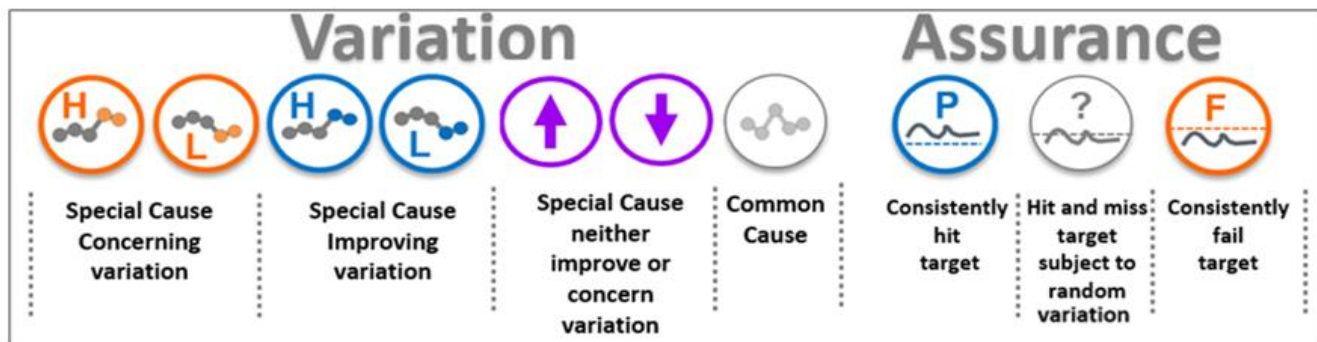 Variation
Assurance
H
L
H
L
P
?
F
Special Cause
Concerning
variation
Special Cause
Improving
variation
Special Cause
neither
improve or
concern
variation
Common
Cause
Consistently
hit
target
Hit and miss
target
subject to
random
variation
Consistently
fail
target